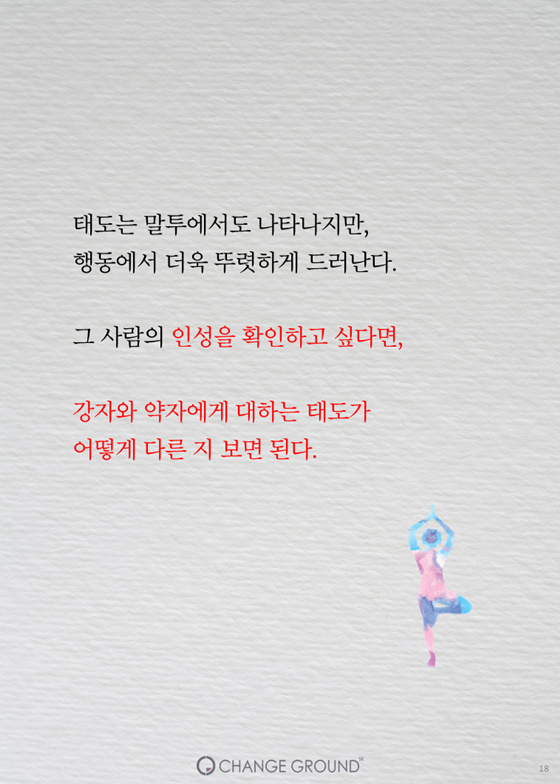 태도는 말투에서도 나타나지만,
행동에서 더욱 뚜렷하게 드러난다.
그 사람의 인성을 확인하고 싶다면,
강자와 약자에게 대하는 태도가
어떻게 다른 지 보면 된다.
CHANGE GROUND
18